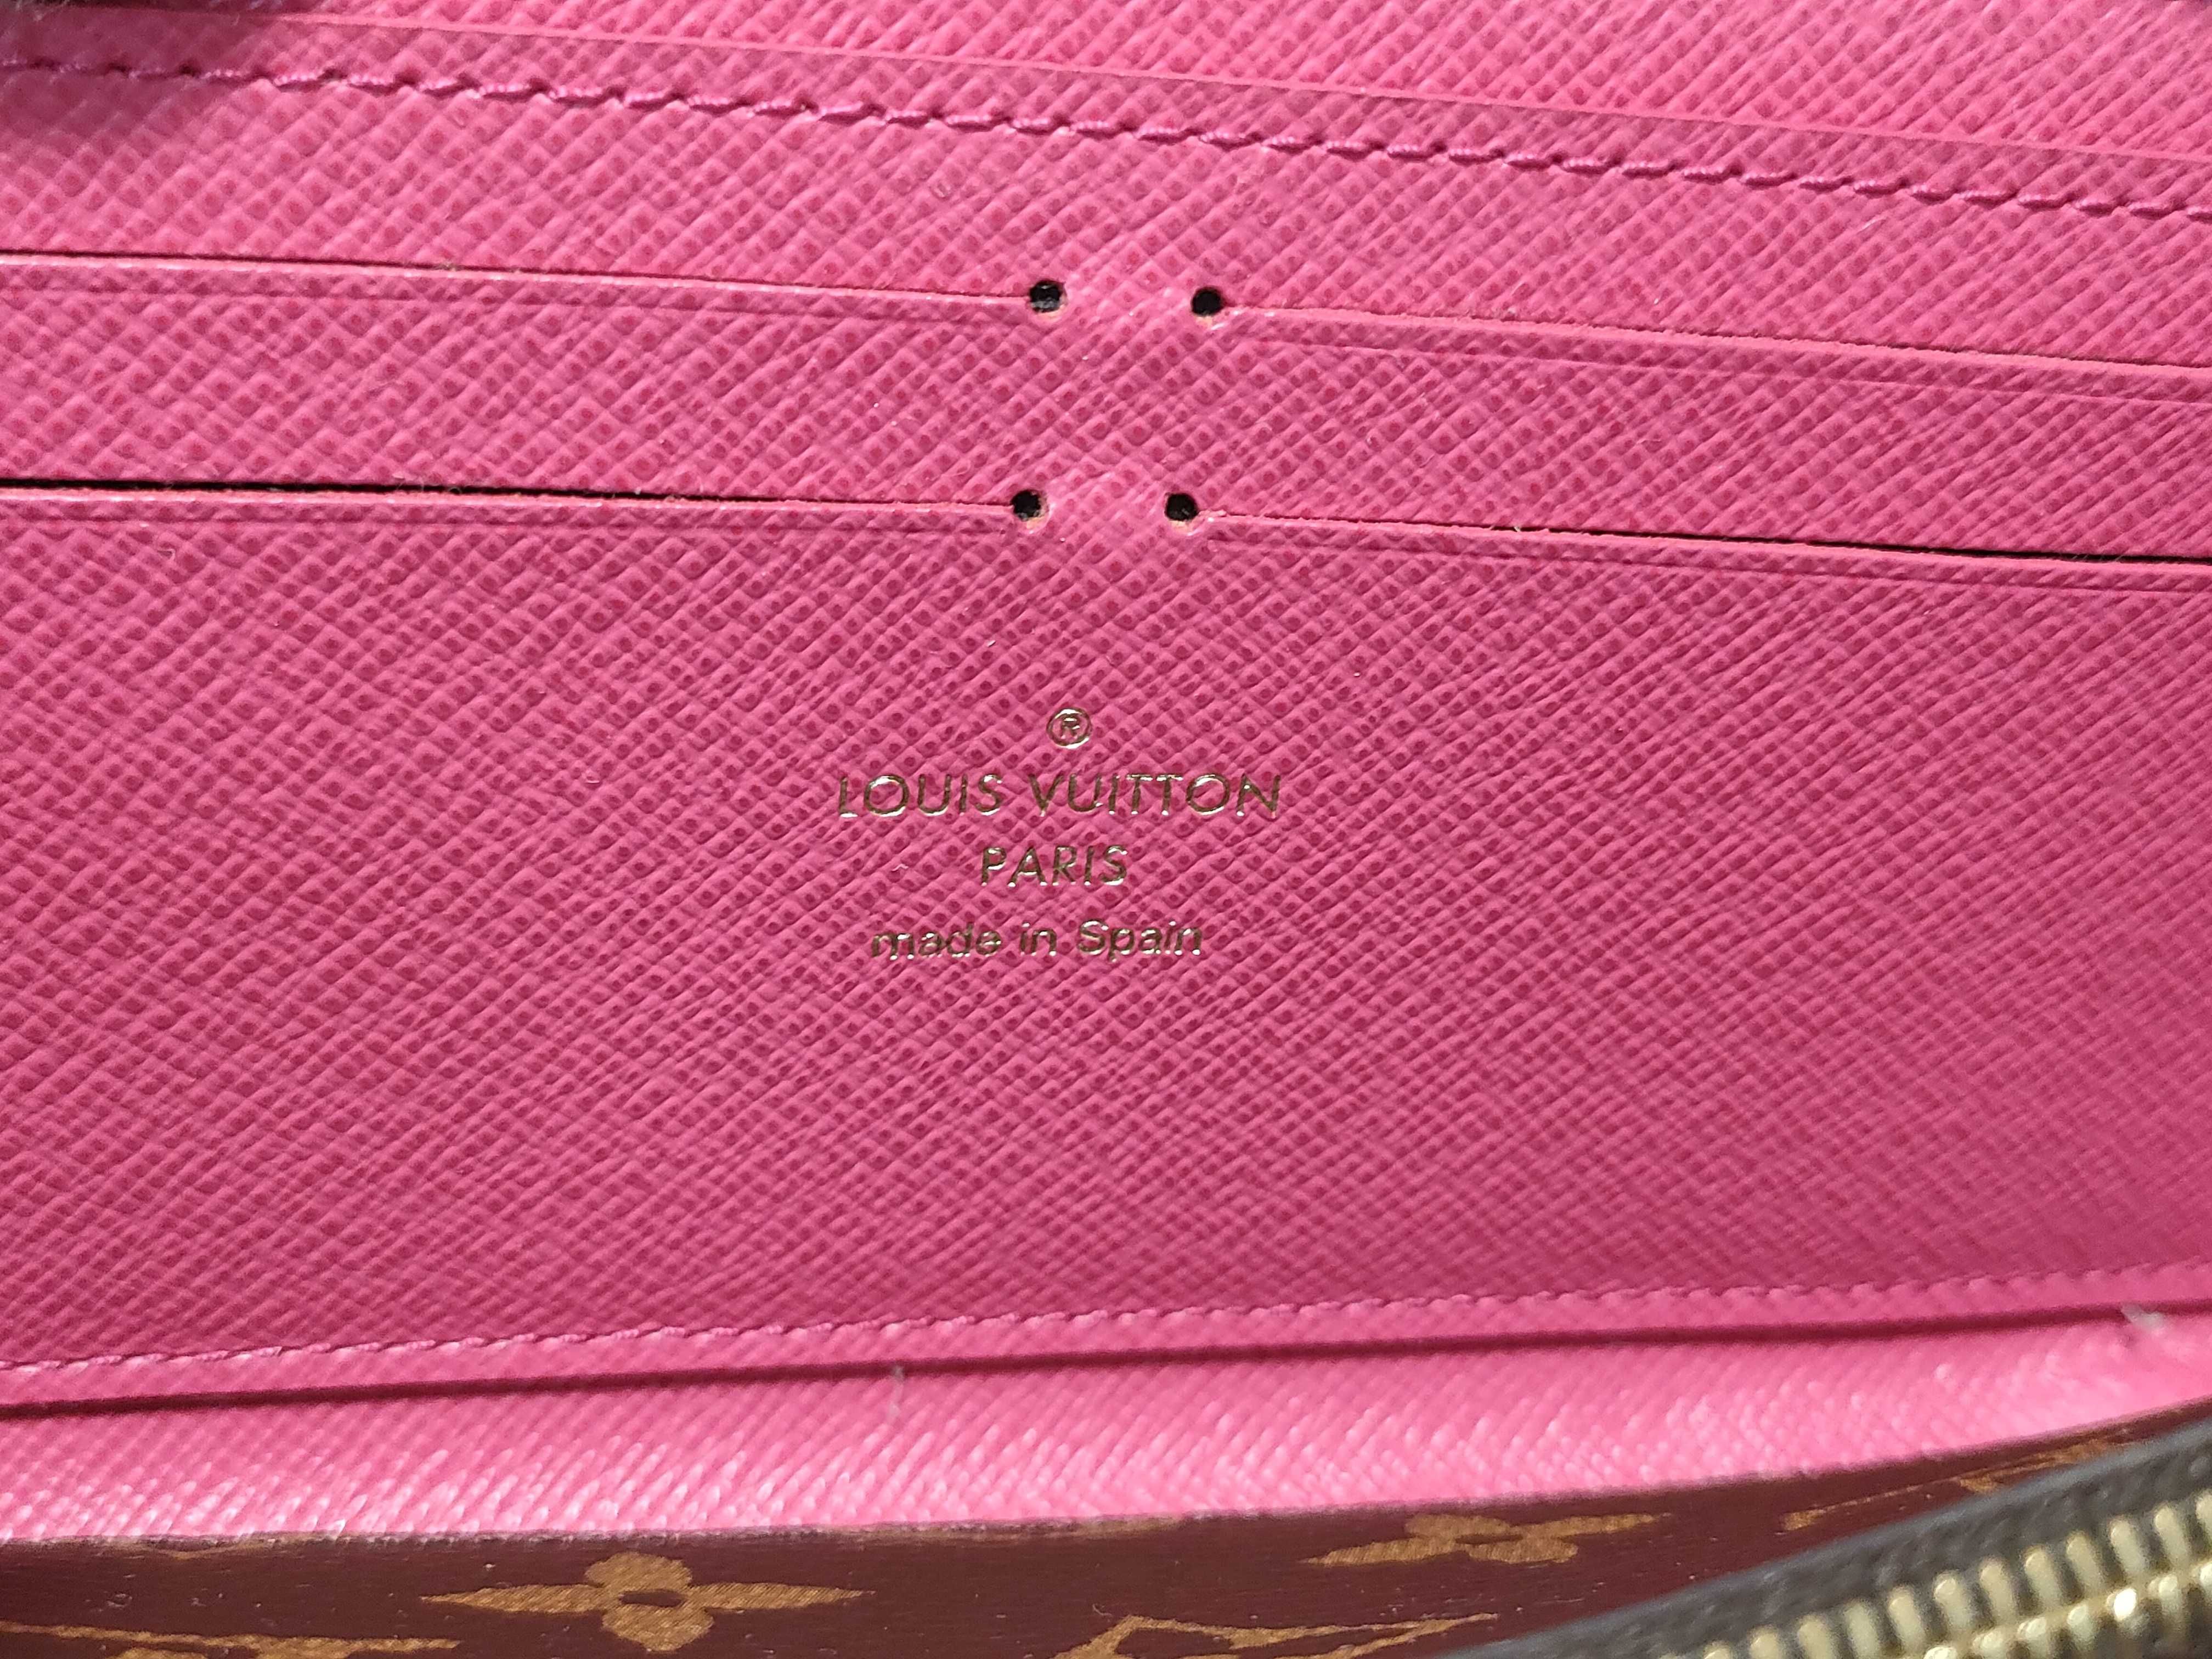 ®
LOUIS VUITTON
PARIS
made in Spain